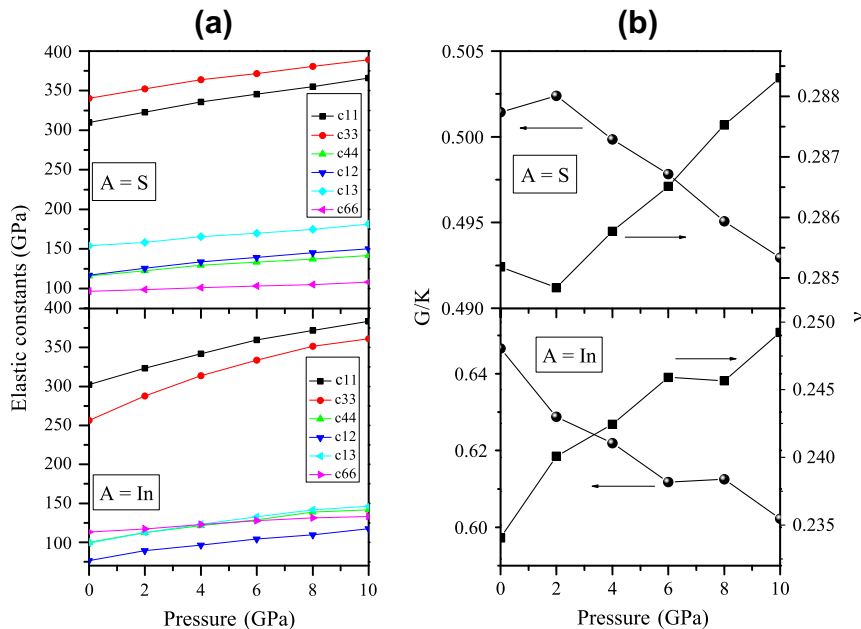 (a)
(b)
Elastic constants (GPa)
400
350
300
250
200
150
100
A = S
c11
c33
c44
c12
c13
c66
400
350
300
250
200
150
100
A = In
c11
c33
c44
c12
c13
c66
0 2 4 6 8 10
Pressure (GPa)
G/K
0.505
0.500
0.495
0.490
A = S
0.288
0.287
0.286
0.285
0.64
0.62
0.60
A = In
0.250
0.245
0.240
0.235
0 2 4 6 8 10
Pressure (GPa)